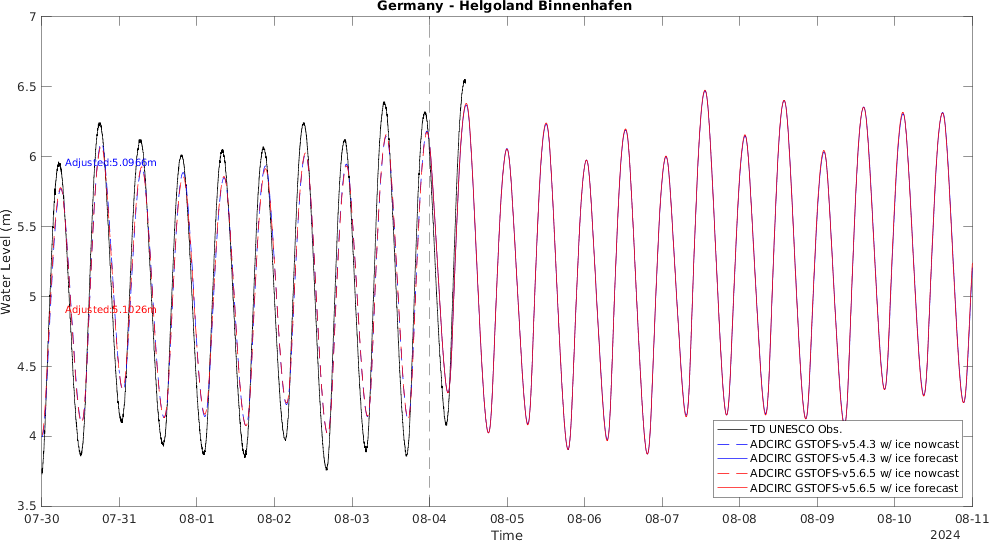 Germany - Helgoland Binnenhafen
7
6.5
6
5.5
5
4.5
4
3.5
Water Level (m)
Adjusted:5.0966m
Adjusted:5.1026m
TD UNESCO Obs.
ADCIRC GSTOFS-v5.4.3 w/ ice nowcast
ADCIRC GSTOFS-v5.4.3 w/ ice forecast
ADCIRC GSTOFS-v5.6.5 w/ ice nowcast
ADCIRC GSTOFS-v5.6.5 w/ ice forecast
07-30 07-31 08-01 08-02 08-03 08-04 08-05 08-06 08-07 08-08 08-09 08-10 08-11
Time
2024